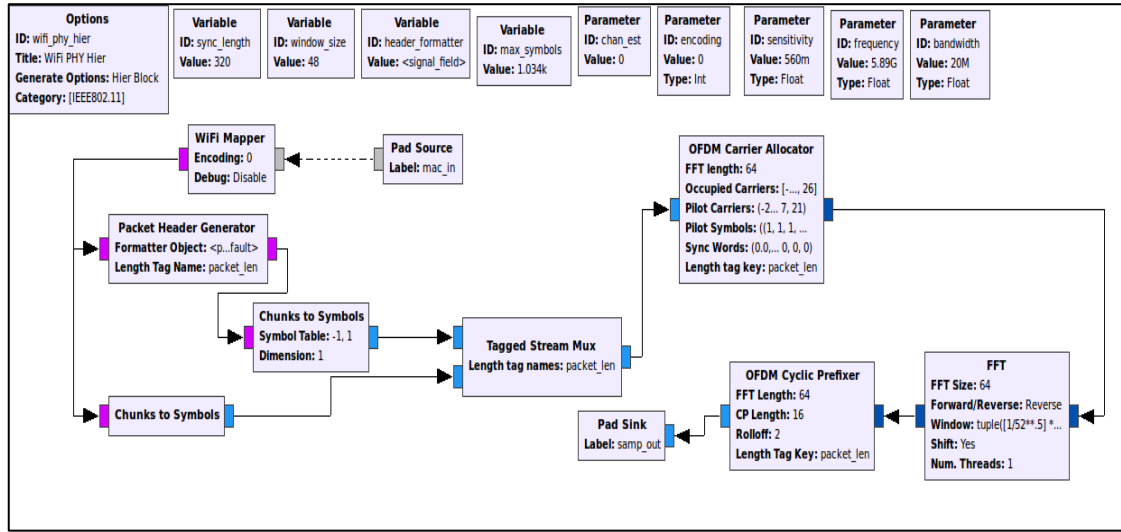 Options
ID: wifi_phy_hier
Title: WiFi PHY Hier
Generate Options: Hier Block
Category: [IEEE802.11]
Variable
ID: sync_length
Value: 320
Variable
ID: window_size
Value: 48
Variable
ID: header_formatter
Value: <signal_field>
Variable
ID: max_symbols
Value: 1.034k
Parameter
ID: chan_est
Value: 0
Parameter
ID: encoding
Value: 0
Type: Int
Parameter
ID: sensitivity
Value: 560m
Type: Float
Parameter
ID: frequency
Value: 5.89G
Type: Float
Parameter
ID: bandwidth
Value: 20M
Type: Float
WiFi Mapper
Encoding: 0
Debug: Disable
Pad Source
Label: mac_in
OFDM Carrier Allocator
FFT length: 64
Occupied Carriers: [-..., 26]
Pilot Carriers: (-2... 7, 21)
Pilot Symbols: ((1, 1, 1, ...
Sync Words: (0.0,... 0, 0, 0)
Length tag key: packet_len
Packet Header Generator
Formatter Object: <p...fault>
Length Tag Name: packet_len
Chunks to Symbols
Symbol Table: -1, 1
Dimension: 1
Tagged Stream Mux
Length tag names: packet_len
Chunks to Symbols
Pad Sink
Label: samp_out
OFDM Cyclic Prefixer
FFT Length: 64
CP Length: 16
Rolloff: 2
Length Tag Key: packet_len
FFT
FFT Size: 64
Forward/Reverse: Reverse
Window: tuple([1/52**.5] *...
Shift: Yes
Num. Threads: 1